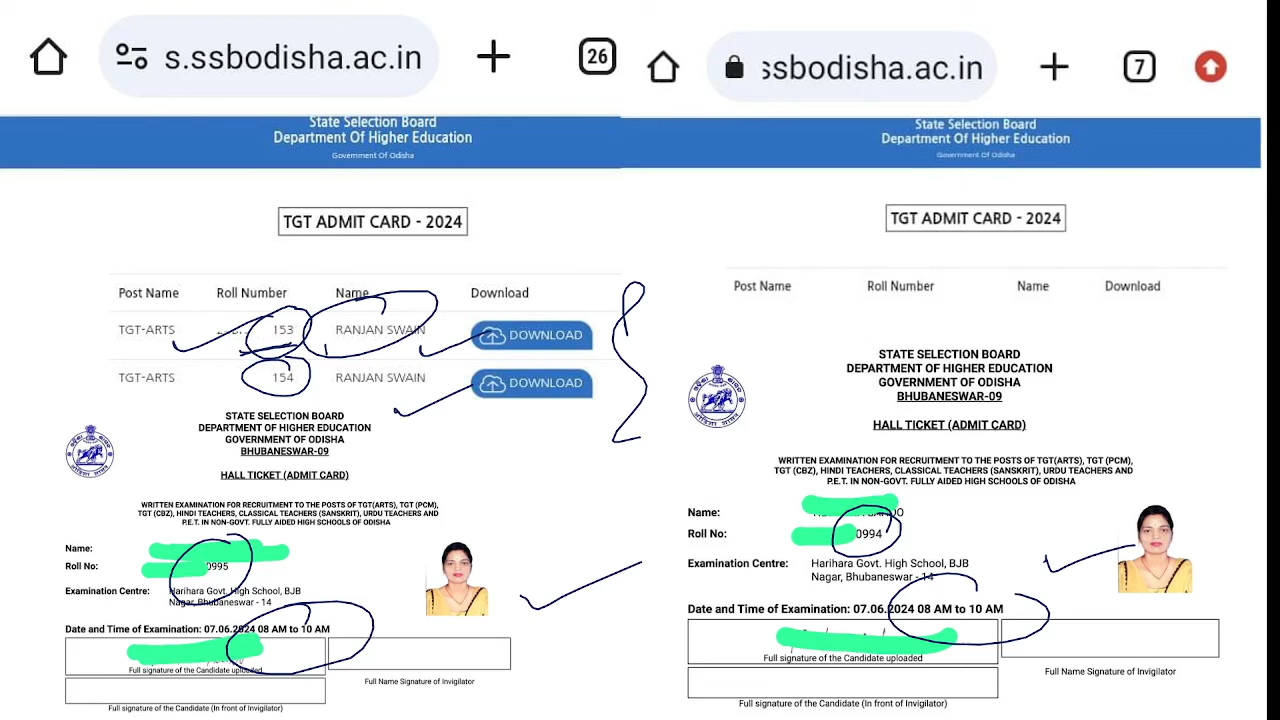 s.ssbodisha.ac.in
26
State Selection Board
Department Of Higher Education
Government Of Odisha
TGT ADMIT CARD - 2024
Post Name Roll Number Name Download
TGT-ARTS 153 RANJAN SWAIN DOWNLOAD
TGT-ARTS 154 RANJAN SWAIN DOWNLOAD
STATE SELECTION BOARD
DEPARTMENT OF HIGHER EDUCATION
GOVERNMENT OF ODISHA
BHUBANESWAR-09
HALL TICKET (ADMIT CARD)
WRITTEN EXAMINATION FOR RECRUITMENT TO THE POSTS OF TGT(ARTS), TGT (PCM),
TGT (CBZ), HINDI TEACHERS, CLASSICAL TEACHERS (SANSKRIT), URDU TEACHERS AND
P.E.T. IN NON-GOVT. FULLY AIDED HIGH SCHOOLS OF ODISHA
Name:
Roll No: 0995
Examination Centre: Harihara Govt. High School, BJB
Nagar, Bhubaneswar - 14
Date and Time of Examination: 07.06.2024 08 AM to 10 AM
Full signature of the Candidate uploaded
Full Name Signature of Invigilator
Full signature of the Candidate (In front of Invigilator)
ssbodisha.ac.in
7
State Selection Board
Department Of Higher Education
Government Of Odisha
TGT ADMIT CARD - 2024
Post Name Roll Number Name Download
STATE SELECTION BOARD
DEPARTMENT OF HIGHER EDUCATION
GOVERNMENT OF ODISHA
BHUBANESWAR-09
HALL TICKET (ADMIT CARD)
WRITTEN EXAMINATION FOR RECRUITMENT TO THE POSTS OF TGT(ARTS), TGT (PCM),
TGT (CBZ), HINDI TEACHERS, CLASSICAL TEACHERS (SANSKRIT), URDU TEACHERS AND
P.E.T. IN NON-GOVT. FULLY AIDED HIGH SCHOOLS OF ODISHA
Name:
Roll No: 0994
Examination Centre: Harihara Govt. High School, BJB
Nagar, Bhubaneswar - 14
Date and Time of Examination: 07.06.2024 08 AM to 10 AM
Full signature of the Candidate uploaded
Full Name Signature of Invigilator
Full signature of the Candidate (In front of Invigilator)